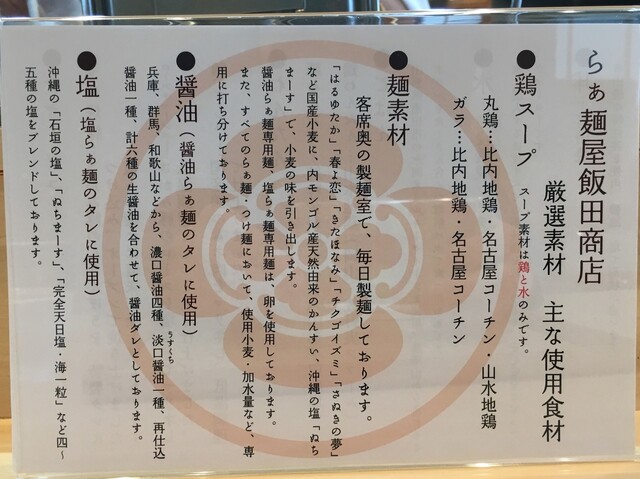 らぁ麺屋飯田商店
厳選素材　主な使用食材
●鶏スープ　スープ素材は鶏と水のみです。
丸鶏…比内地鶏・名古屋コーチン・山水地鶏
ガラ…比内地鶏・名古屋コーチン
●麺素材
客席奥の製麺室で、毎日製麺しております。
「はるゆたか」「春よ恋」「きたほなみ」「チクゴイズミ」「さぬきの夢」
など国産小麦に、内モンゴル産天然由来のかんすい、沖縄の塩「ぬち
まーす」で、小麦の味を引き出します。
醤油らぁ麺専用麺、塩らぁ麺専用麺は、卵を使用しております。
また、すべてのらぁ麺・つけ麺において、使用小麦・加水量など、専
用に打ち分けております。
●醤油（醤油らぁ麺のタレに使用）
兵庫、群馬、和歌山などから、濃口醤油四種、淡口醤油一種、再仕込
うすくち
醤油一種、計六種の生醤油を合わせて、醤油ダレとしております。
●塩（塩らぁ麺のタレに使用）
沖縄の「石垣の塩」、「ぬちまーす」、「完全天日塩・海一粒」など四～
五種の塩をブレンドしております。